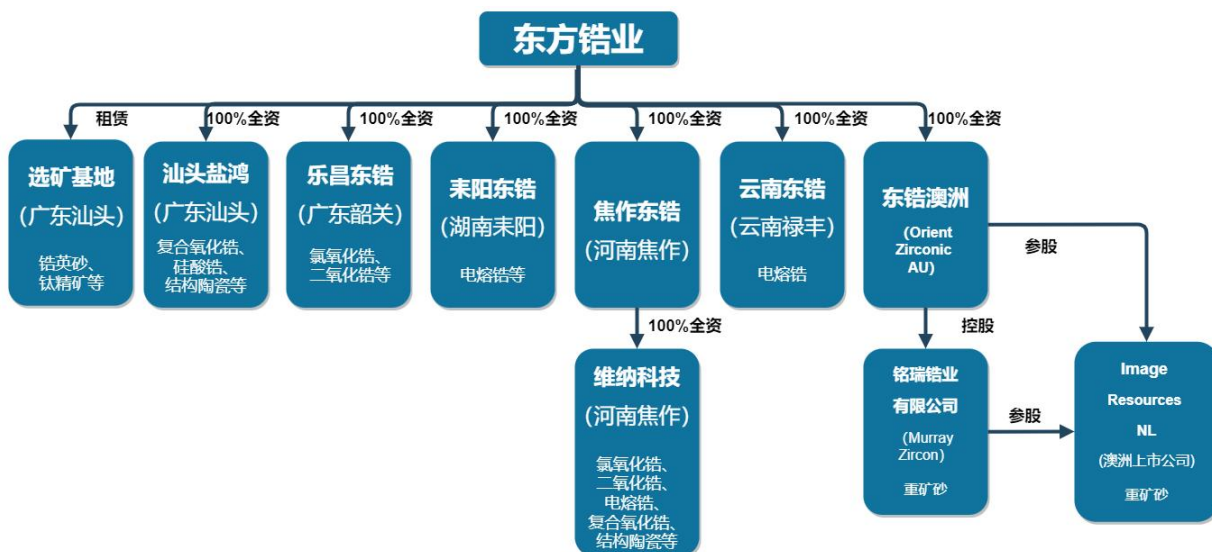 东方锆业
租赁
100%全资
100%全资
100%全资
100%全资
100%全资
100%全资
选矿基地
(广东汕头)
锆英砂、
钛精矿等
汕头盐鸿
(广东汕头)
复合氧化锆、
硅酸锆、
结构陶瓷等
乐昌东锆
(广东韶关)
氯氧化锆、
二氧化锆等
耒阳东锆
(湖南耒阳)
电熔锆等
焦作东锆
(河南焦作)
云南东锆
(云南禄丰)
电熔锆
东锆澳洲
(Orient
Zirconic
AU)
参股
100%全资
控股
维纳科技
(河南焦作)
氯氧化锆、
二氧化锆、
电熔锆、
复合氧化锆、
结构陶瓷等
铭瑞锆业
有限公司
(Murray
Zircon)
重矿砂
参股
Image
Resources
NL
(澳洲上市公司)
重矿砂